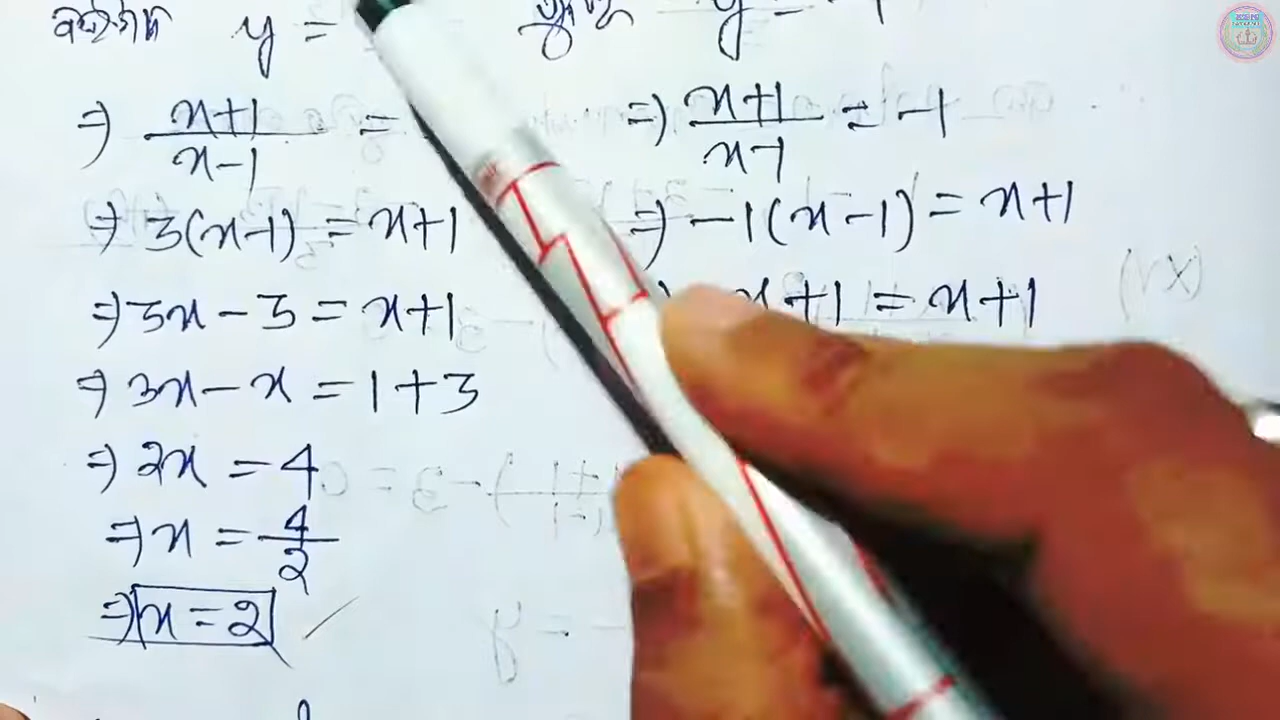 y =
⇒ x+1/x-1 =
⇒ 3(x-1) = x+1
⇒ 3x - 3 = x+1
⇒ 3x - x = 1+3
⇒ 2x = 4
⇒ x = 4/2
⇒ x = 2
y = -1
⇒ x+1/x-1 = -1
⇒ -1(x-1) = x+1
x+1 = x+1